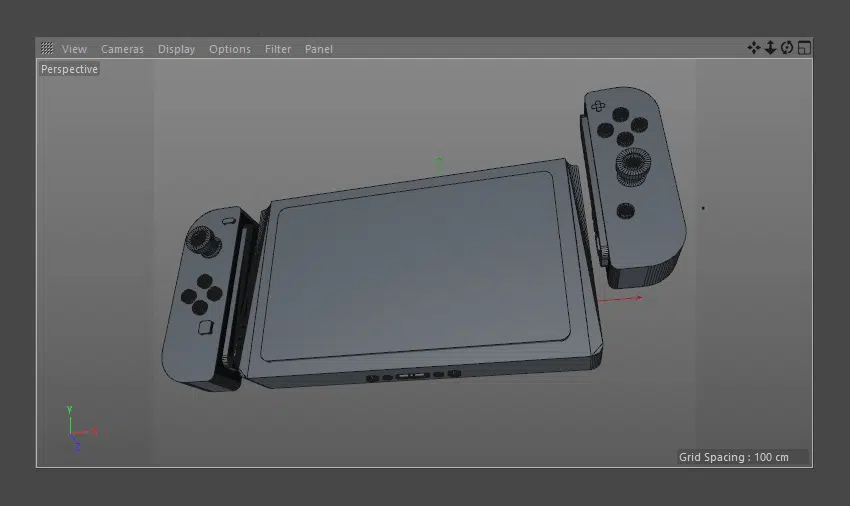 View Cameras Display Options Filter Panel
Perspective
Y
X
Z
Grid Spacing : 100 cm